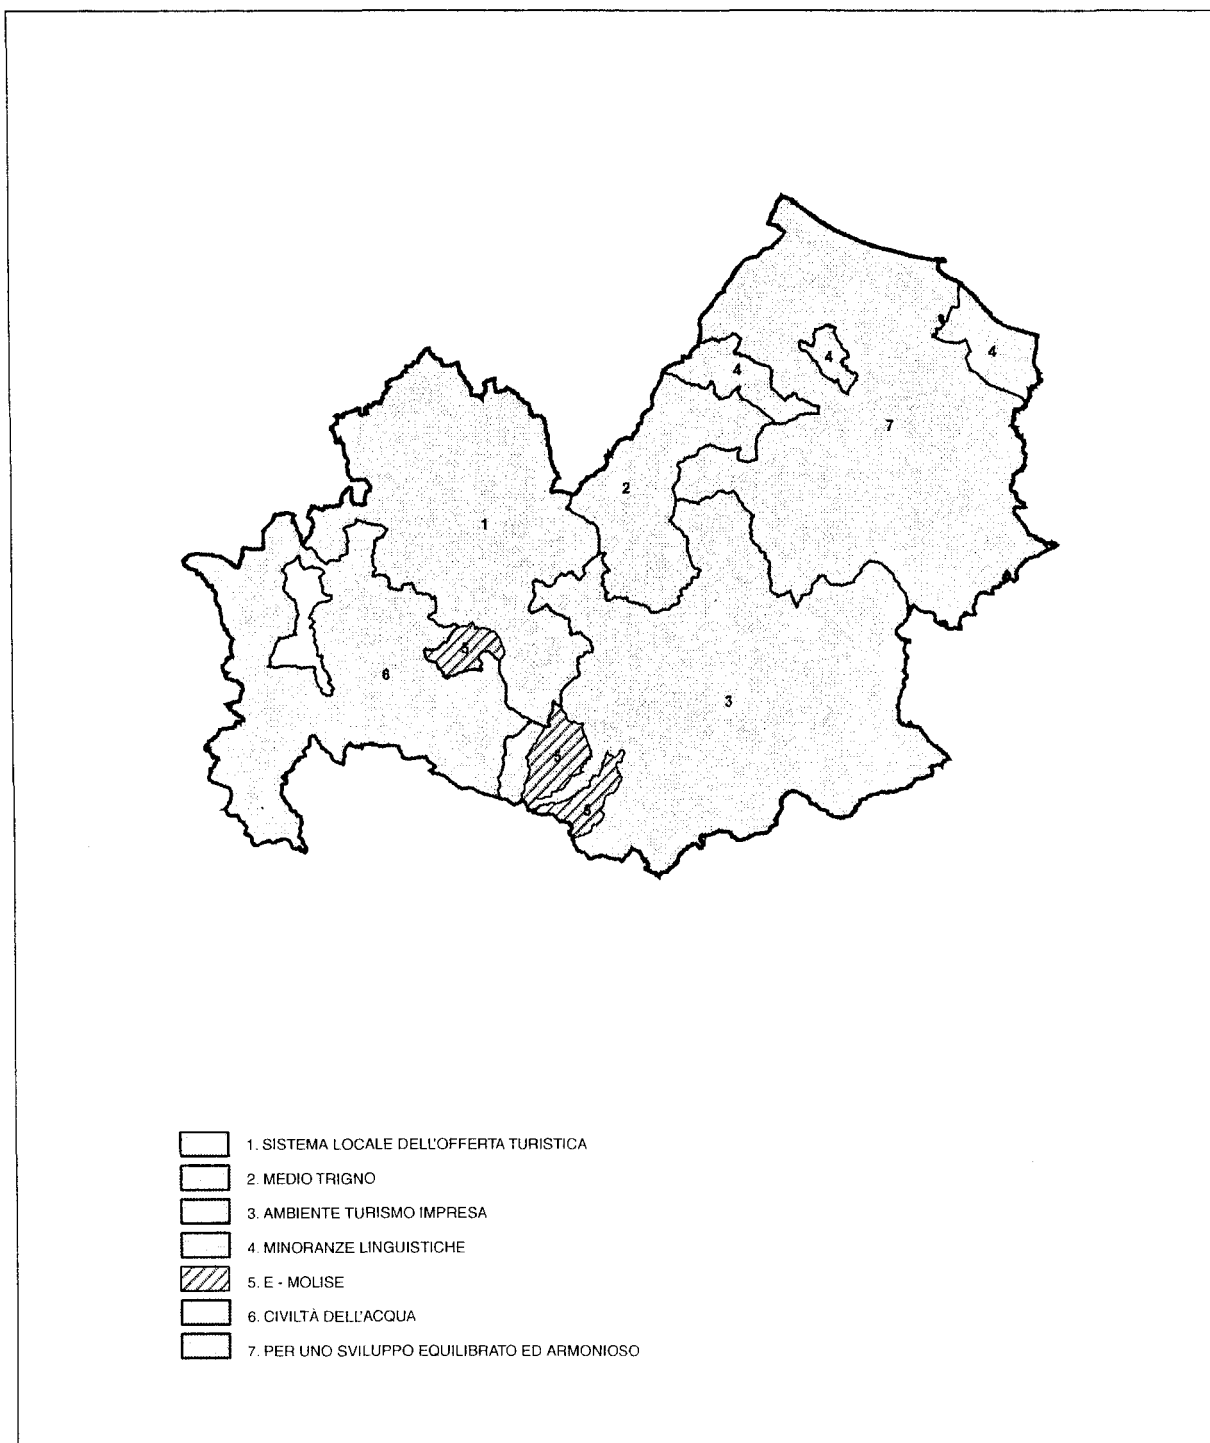 4
4
4
7
2
1
5
6
3
5
5
1. SISTEMA LOCALE DELL'OFFERTA TURISTICA
2. MEDIO TRIGNO
3. AMBIENTE TURISMO IMPRESA
4. MINORANZE LINGUISTICHE
5. E - MOLISE
6. CIVILTÀ DELL'ACQUA
7. PER UNO SVILUPPO EQUILIBRATO ED ARMONIOSO